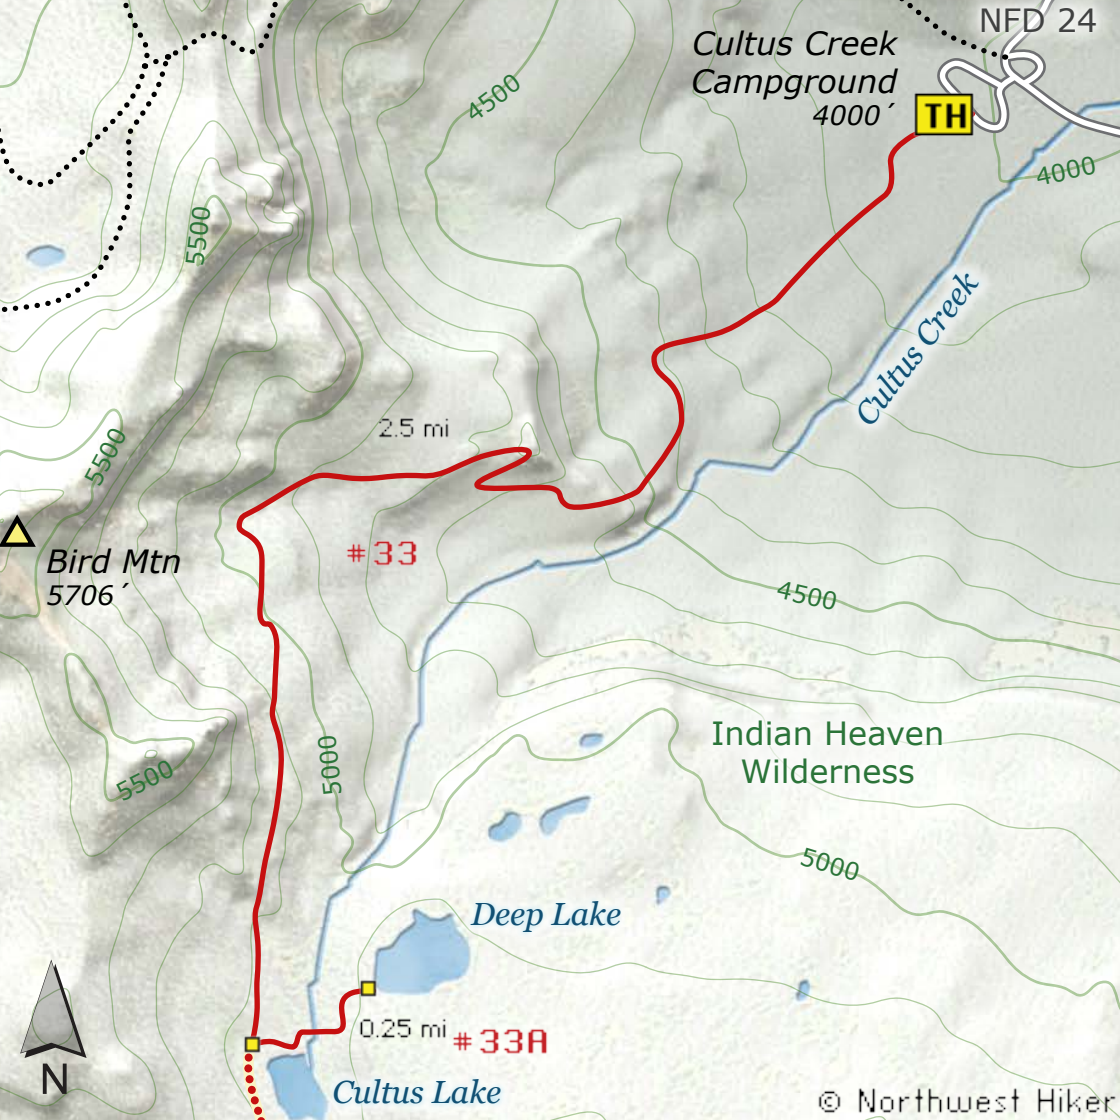 NFD 24
Cultus Creek
Campground
4000´
TH
4500
4000
5500
Cultus Creek
2.5 mi
5500
#33
Bird Mtn
5706´
4500
Indian Heaven
Wilderness
5000
5500
5000
Deep Lake
0.25 mi
#33A
N
Cultus Lake
© Northwest Hiker